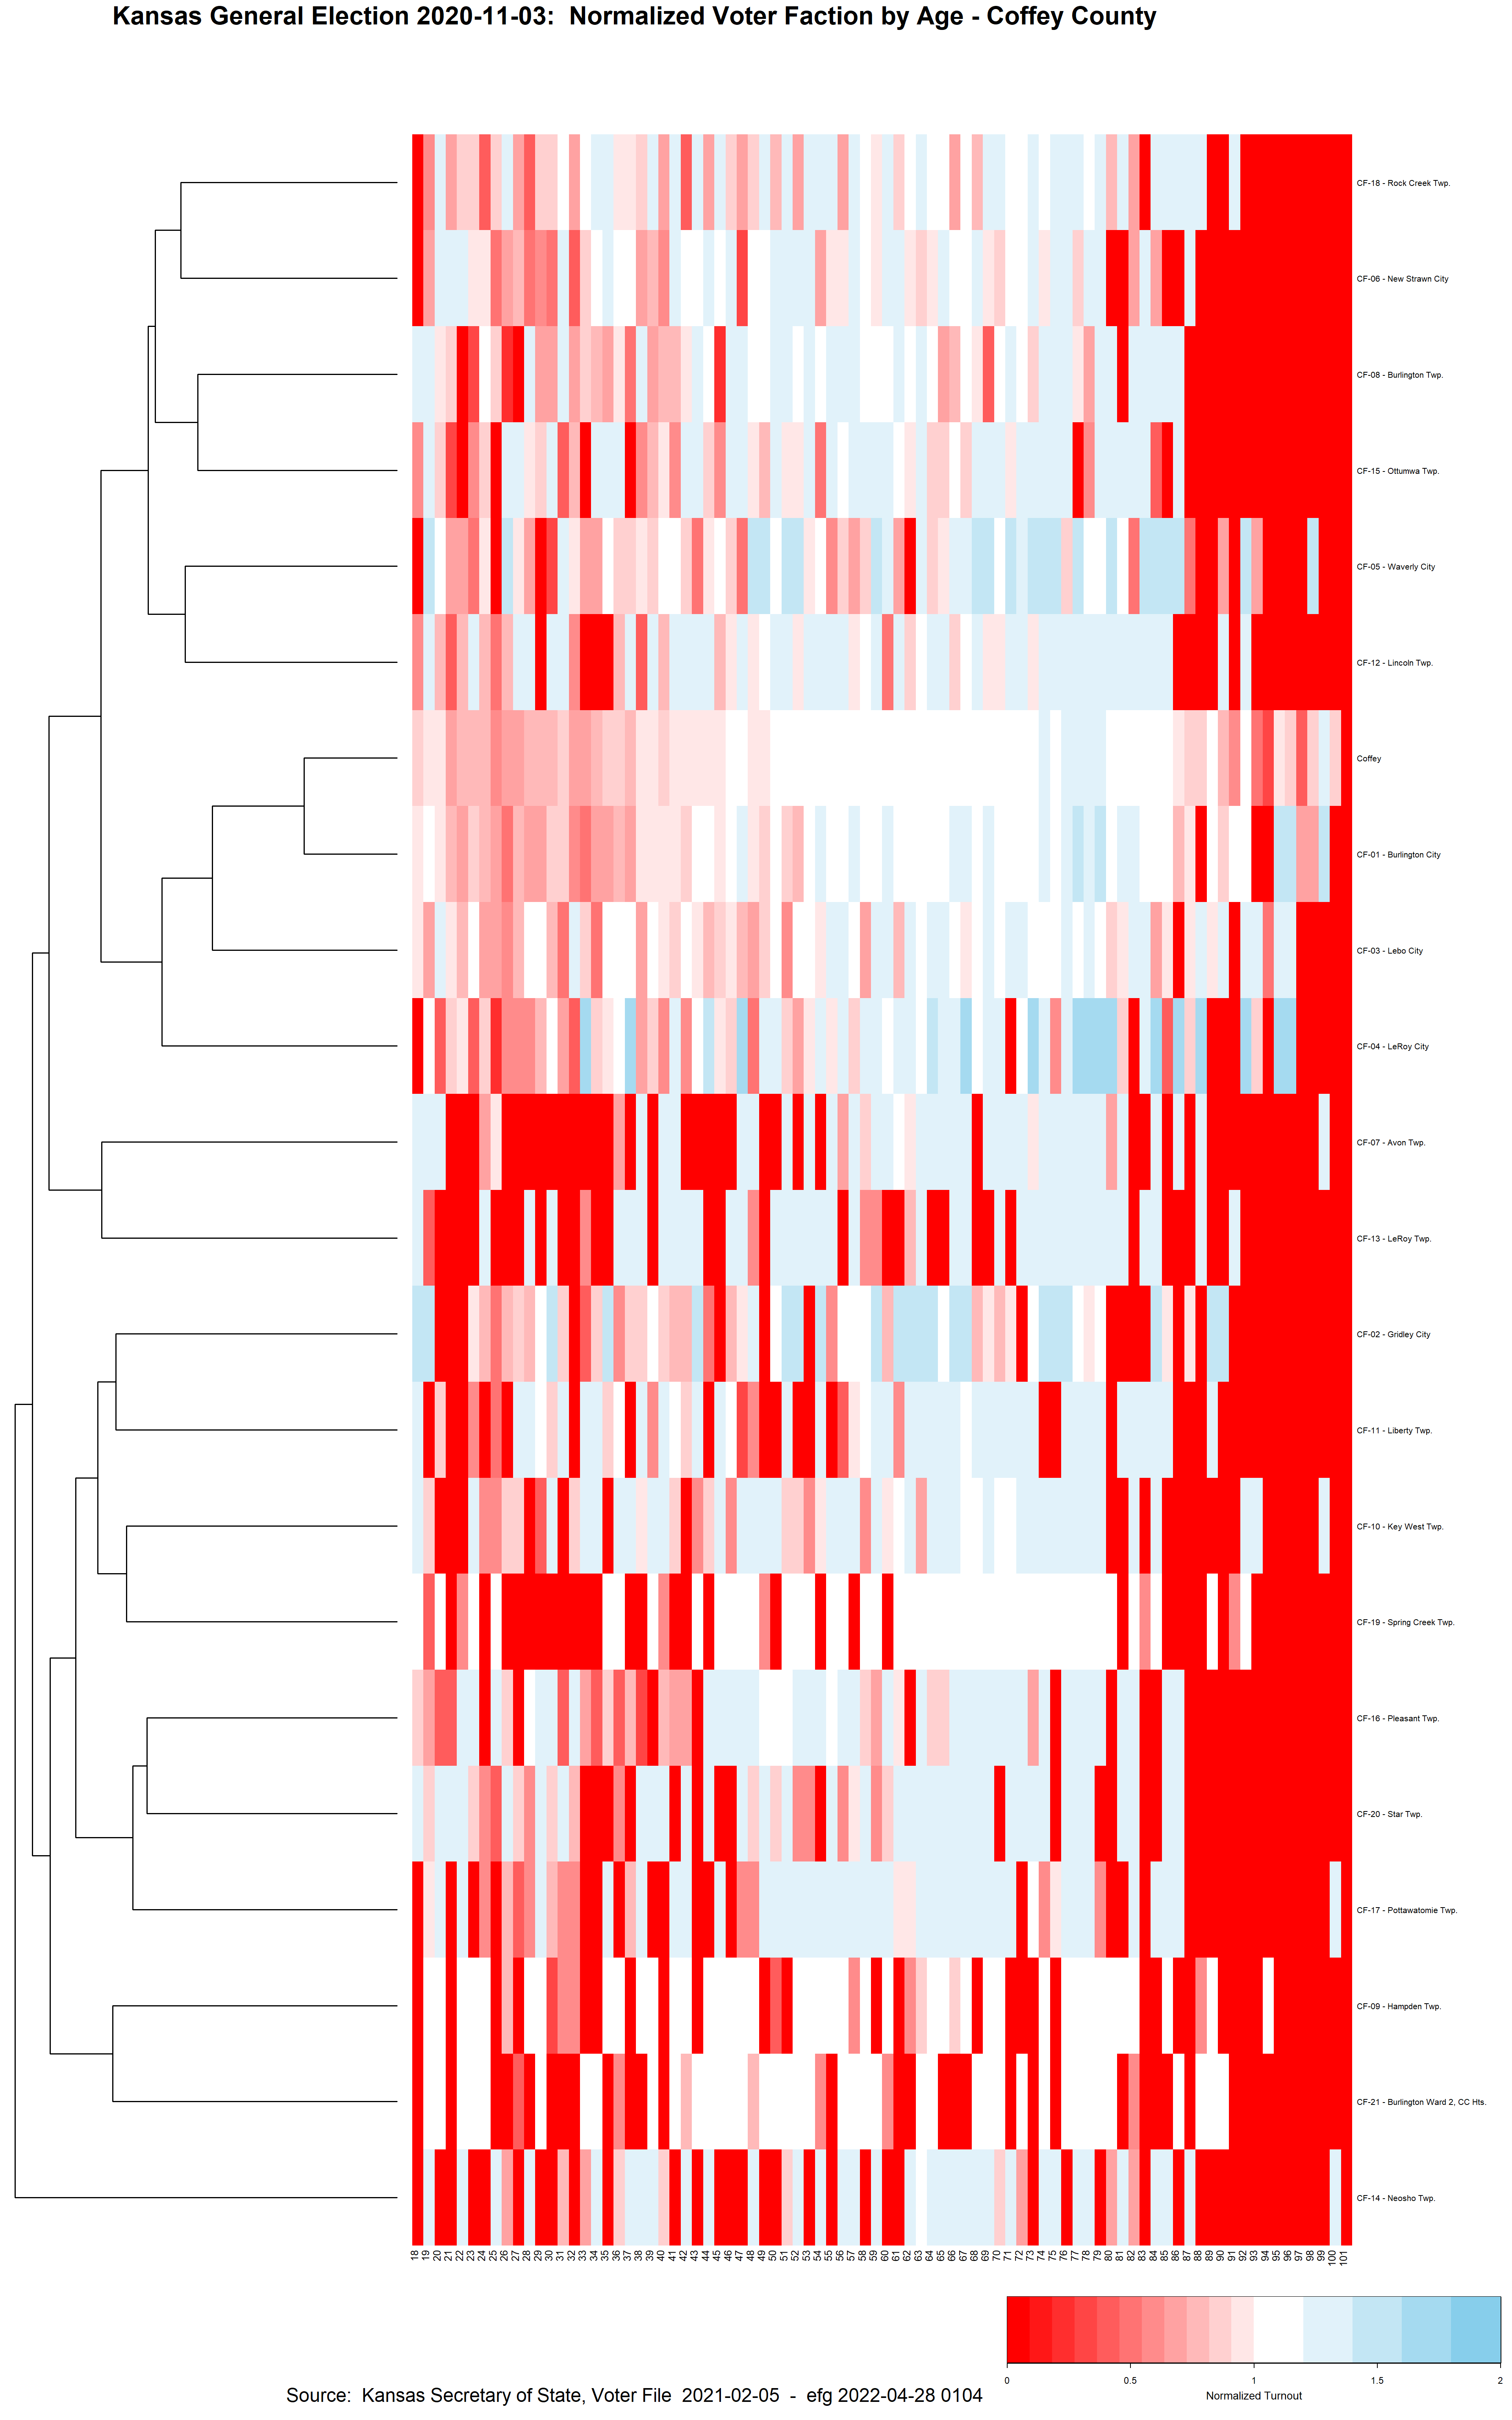 Kansas General Election 2020-11-03:  Normalized Voter Faction by Age - Coffey County
CF-18 - Rock Creek Twp.
CF-06 - New Strawn City
CF-08 - Burlington Twp.
CF-15 - Ottumwa Twp.
CF-05 - Waverly City
CF-12 - Lincoln Twp.
Coffey
CF-01 - Burlington City
CF-03 - Lebo City
CF-04 - LeRoy City
CF-07 - Avon Twp.
CF-13 - LeRoy Twp.
CF-02 - Gridley City
CF-11 - Liberty Twp.
CF-10 - Key West Twp.
CF-19 - Spring Creek Twp.
CF-16 - Pleasant Twp.
CF-20 - Star Twp.
CF-17 - Pottawatomie Twp.
CF-09 - Hampden Twp.
CF-21 - Burlington Ward 2, CC Hts.
CF-14 - Neosho Twp.
18 19 20 21 22 23 24 25 26 27 28 29 30 31 32 33 34 35 36 37 38 39 40 41 42 43 44 45 46 47 48 49 50 51 52 53 54 55 56 57 58 59 60 61 62 63 64 65 66 67 68 69 70 71 72 73 74 75 76 77 78 79 80 81 82 83 84 85 86 87 88 89 90 91 92 93 94 95 96 97 98 99 100 101
0 0.5 1 1.5 2
Normalized Turnout
Source:  Kansas Secretary of State, Voter File  2021-02-05  -  efg 2022-04-28 0104